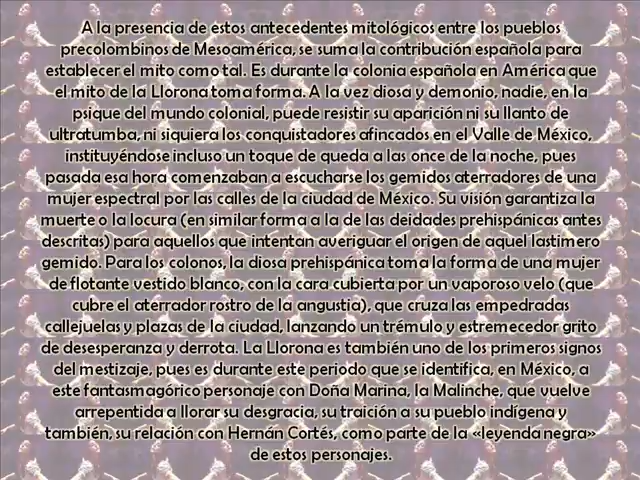 A la presencia de estos antecedentes mitológicos entre los pueblos
precolombinos de Mesoamérica, se suma la contribución española para
establecer el mito como tal. Es durante la colonia española en América que
el mito de la Llorona toma forma. A la vez diosa y demonio, nadie, en la
psique del mundo colonial, puede resistir su aparición ni su llanto de
ultratumba, ni siquiera los conquistadores afincados en el Valle de México,
instituyéndose incluso un toque de queda a las once de la noche, pues
pasada esa hora comenzaban a escucharse los gemidos aterradores de una
mujer espectral por las calles de la ciudad de México. Su visión garantiza la
muerte o la locura (en similar forma a la de las deidades prehispánicas antes
descritas) para aquellos que intentan averiguar el origen de aquel lastimero
gemido. Para los colonos, la diosa prehispánica toma la forma de una mujer
de flotante vestido blanco, con la cara cubierta por un vaporoso velo (que
cubre el aterrador rostro de la angustia), que cruza las empedradas
callejuelas y plazas de la ciudad, lanzando un trémulo y estremecedor grito
de desesperanza y derrota. La Llorona es también uno de los primeros signos
del mestizaje, pues es durante este periodo que se identifica, en México, a
este fantasmagórico personaje con Doña Marina, la Malinche, que vuelve
arrepentida a llorar su desgracia, su traición a su pueblo indígena y
también, su relación con Hernán Cortés, como parte de la «leyenda negra»
de estos personajes.